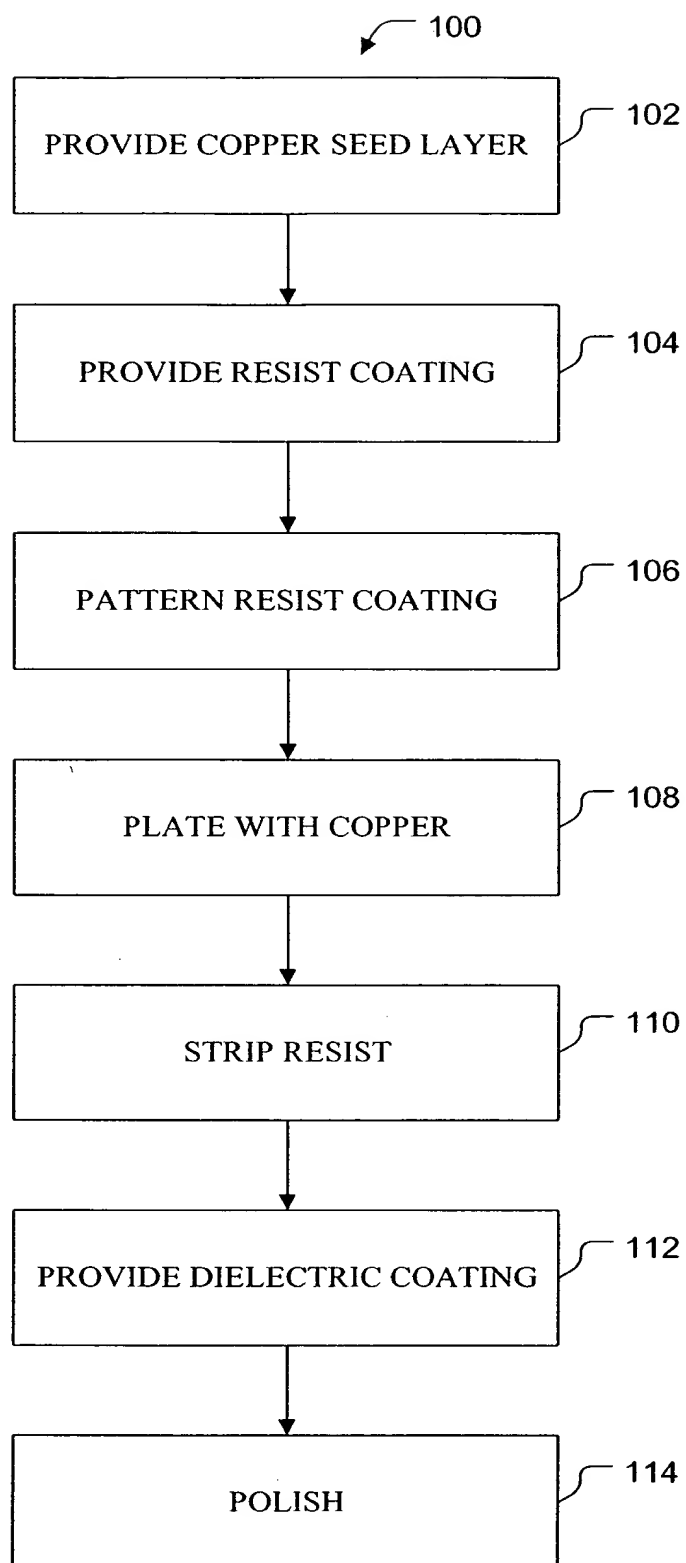 100
PROVIDE COPPER SEED LAYER
102
PROVIDE RESIST COATING
104
PATTERN RESIST COATING
106
PLATE WITH COPPER
108
STRIP RESIST
110
PROVIDE DIELECTRIC COATING
112
POLISH
114